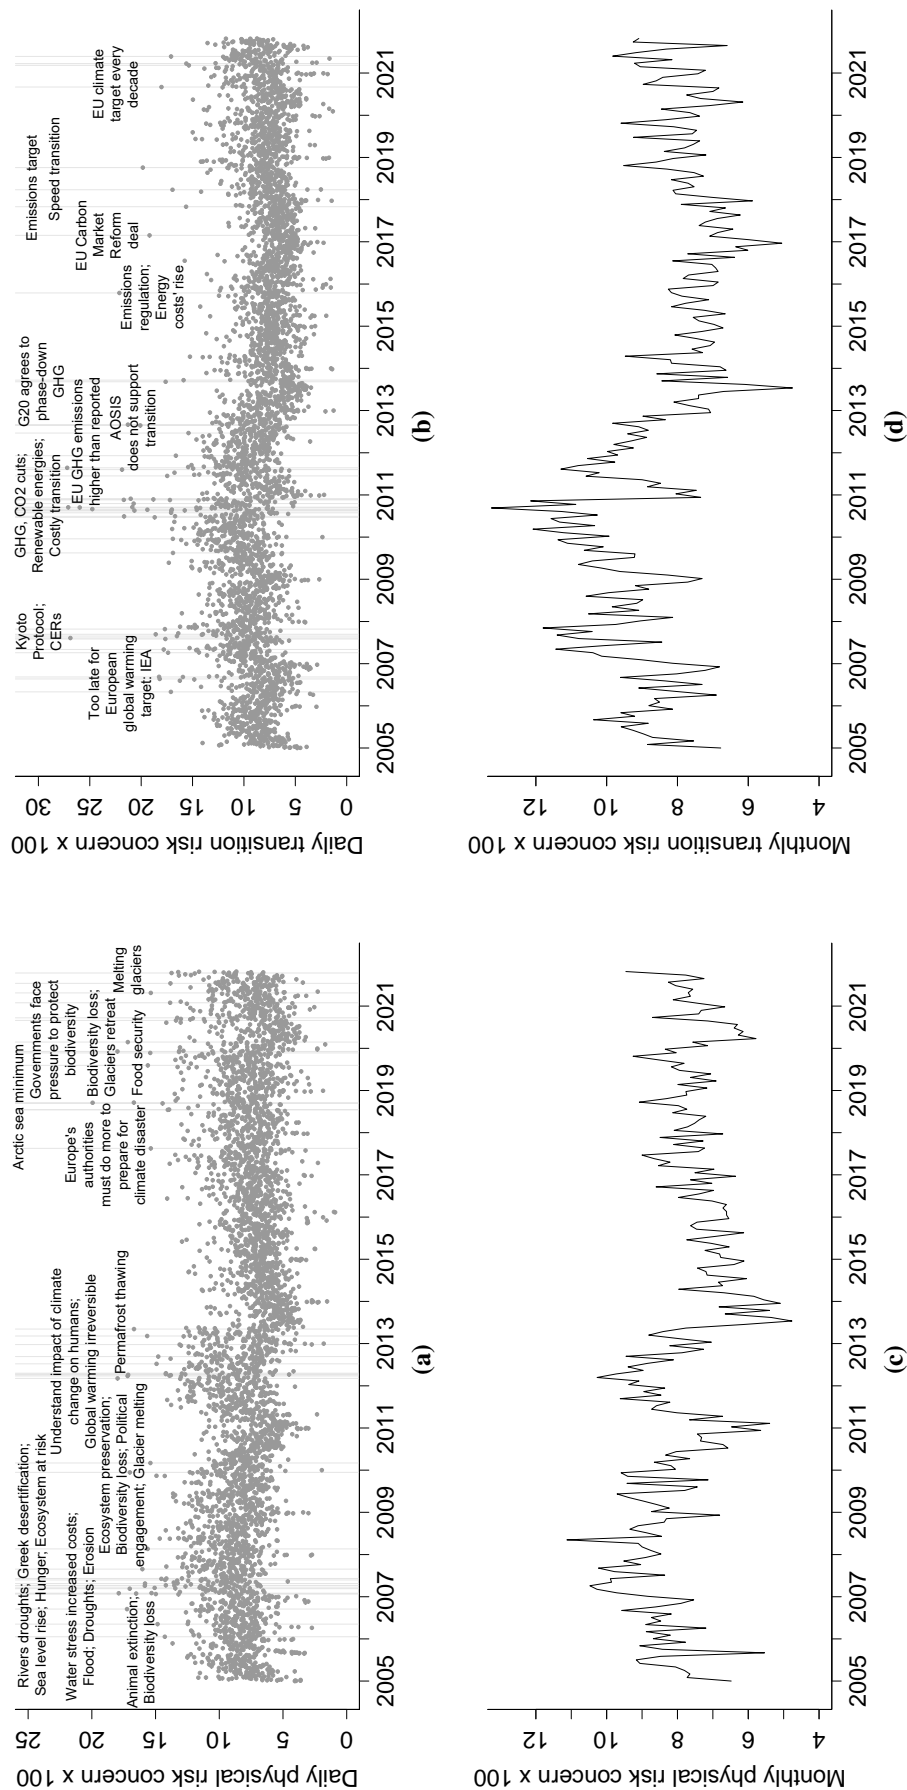 Daily physical risk concern x 100
0
5
10
15
20
25
Rivers droughts; Greek desertification;
Sea level rise; Hunger; Ecosystem at risk
Water stress increased costs;
Flood; Droughts; Erosion
Animal extinction;
Biodiversity loss
Understand impact of climate
change on humans;
Global warming irreversible
Ecosystem preservation;
Biodiversity loss; Political
engagement; Glacier melting
Permafrost thawing
Arctic sea minimum
Europe's
authorities
must do more to
prepare for
climate disaster
Governments face
pressure to protect
biodiversity
Biodiversity loss;
Glaciers retreat
Food security
Melting
glaciers
2005
2007
2009
2011
2013
2015
2017
2019
2021
(a)
Daily transition risk concern x 100
0
5
10
15
20
25
30
Kyoto
Protocol;
CERs
Too late for
European
global warming
target: IEA
GHG, CO2 cuts;
Renewable energies;
Costly transition
EU GHG emissions
higher than reported
G20 agrees to
phase-down
GHG
AOSIS
does not support
transition
Emissions
regulation;
Energy
costs' rise
EU Carbon
Market
Reform
deal
Emissions target
Speed transition
EU climate
target every
decade
2005
2007
2009
2011
2013
2015
2017
2019
2021
(b)
Monthly physical risk concern x 100
4
6
8
10
12
2005
2007
2009
2011
2013
2015
2017
2019
2021
(c)
Monthly transition risk concern x 100
4
6
8
10
12
2005
2007
2009
2011
2013
2015
2017
2019
2021
(d)